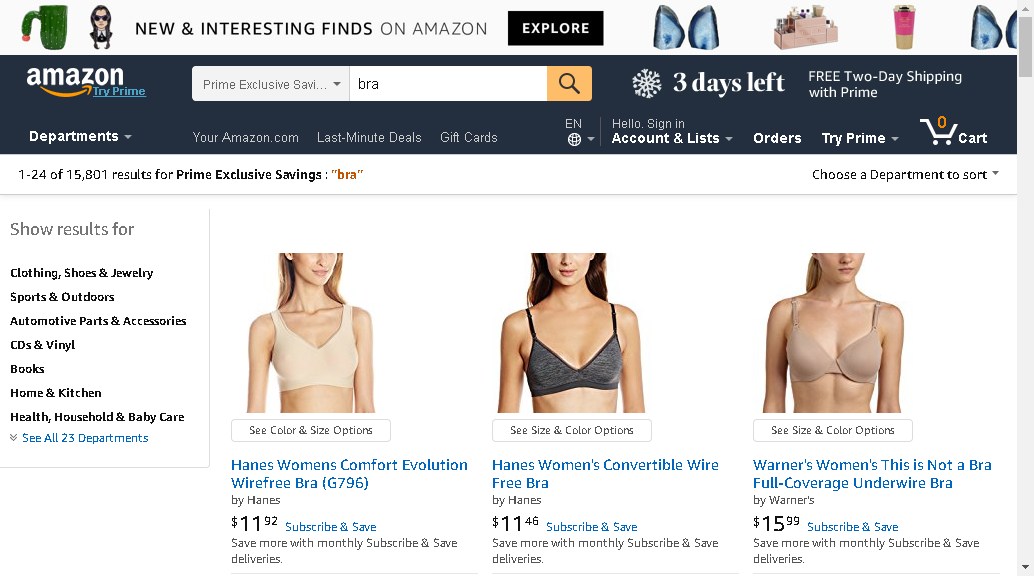 NEW & INTERESTING FINDS ON AMAZON EXPLORE
amazon
Try Prime
Prime Exclusive Savi... bra
3 days left
FREE Two-Day Shipping
with Prime
Departments
Your Amazon.com Last-Minute Deals Gift Cards
EN
Hello. Sign in
Account & Lists Orders Try Prime 0 Cart
1-24 of 15,801 results for Prime Exclusive Savings : "bra"
Choose a Department to sort
Show results for
Clothing, Shoes & Jewelry
Sports & Outdoors
Automotive Parts & Accessories
CDs & Vinyl
Books
Home & Kitchen
Health, Household & Baby Care
See All 23 Departments
See Color & Size Options
Hanes Womens Comfort Evolution
Wirefree Bra (G796)
by Hanes
$11 92 Subscribe & Save
Save more with monthly Subscribe & Save
deliveries.
See Size & Color Options
Hanes Women's Convertible Wire
Free Bra
by Hanes
$11 46 Subscribe & Save
Save more with monthly Subscribe & Save
deliveries.
See Size & Color Options
Warner's Women's This is Not a Bra
Full-Coverage Underwire Bra
by Warner's
$15 99 Subscribe & Save
Save more with monthly Subscribe & Save
deliveries.